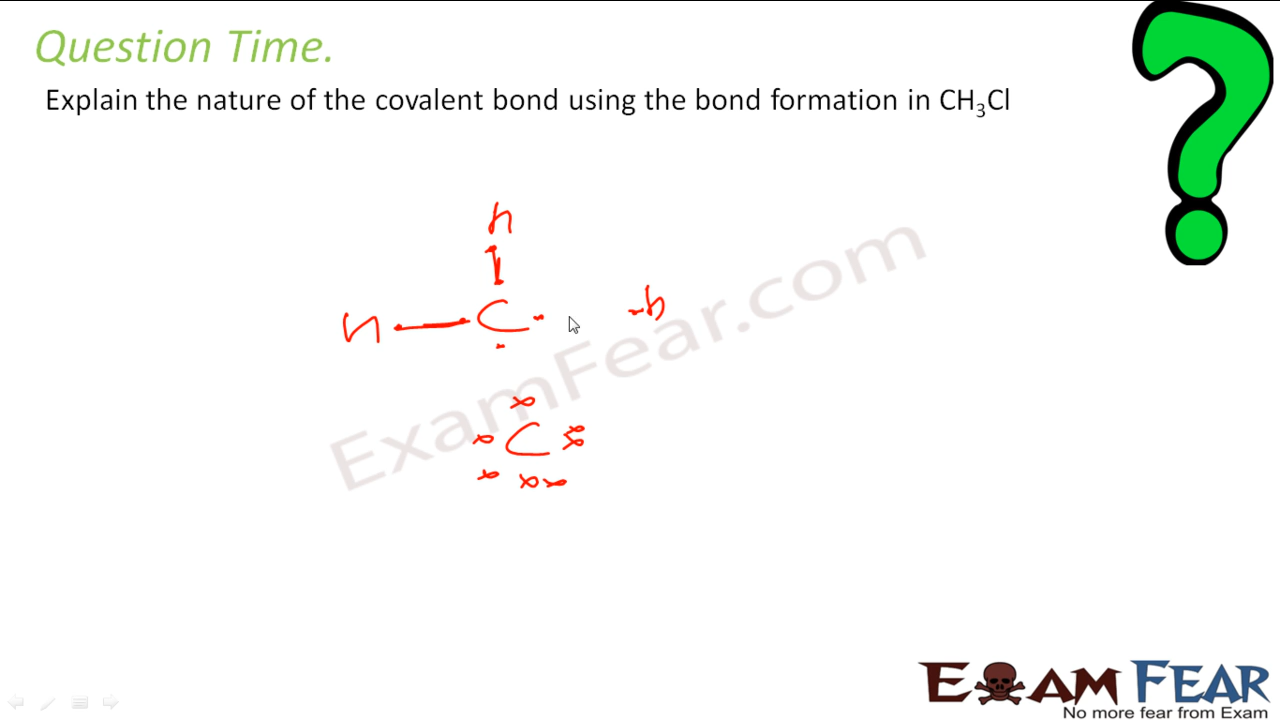 Question Time.
Explain the nature of the covalent bond using the bond formation in CH₃Cl
h
H C h
C
ExamFear.com
EXAM FEAR
No more fear from Exam